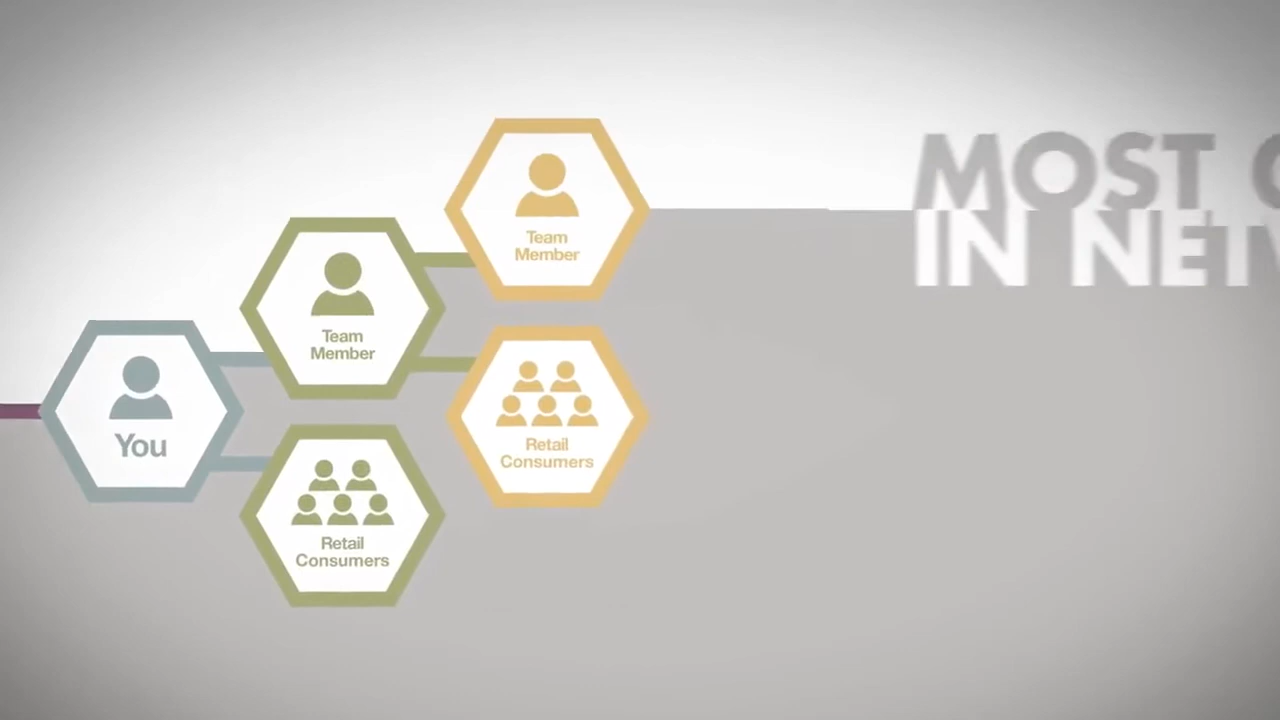 You
Team
Member
Retail
Consumers
Team
Member
Retail
Consumers
MOST
IN